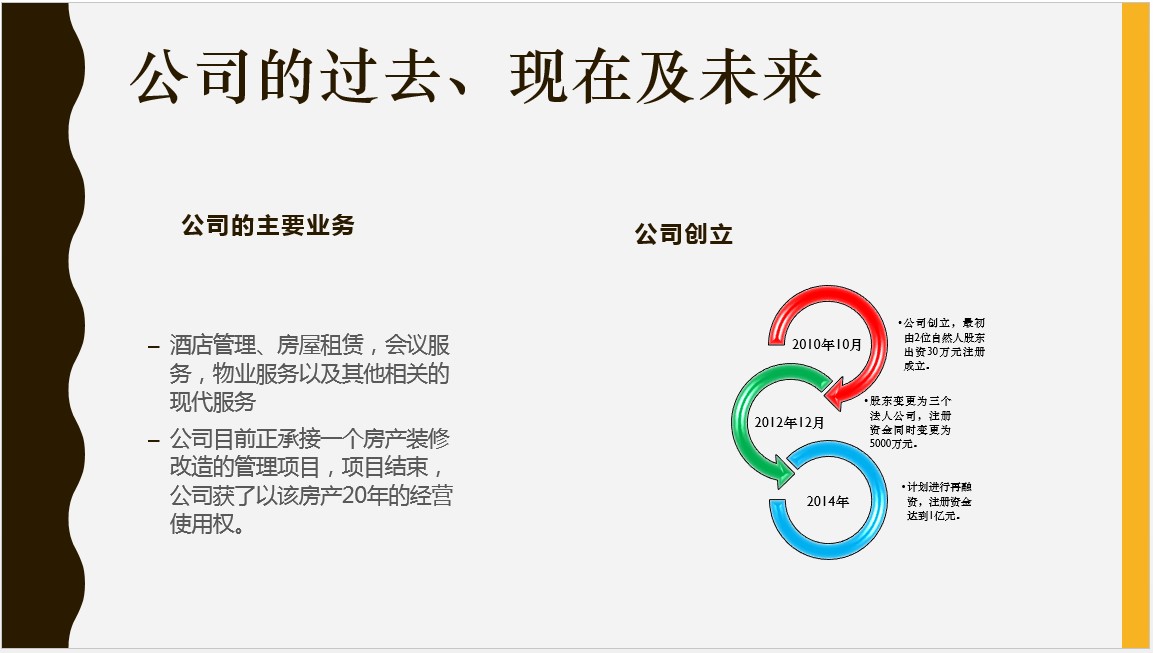 公司的过去、现在及未来
公司的主要业务
– 酒店管理、房屋租赁，会议服
务，物业服务以及其他相关的
现代服务
– 公司目前正承接一个房产装修
改造的管理项目，项目结束，
公司获了以该房产20年的经营
使用权。
公司创立
2010年10月
•公司创立，最初
由2位自然人股东
出资30万元注册
成立。
2012年12月
•股东变更为三个
法人公司，注册
资金同时变更为
5000万元。
2014年
•计划进行再融
资，注册资金
达到1亿元。